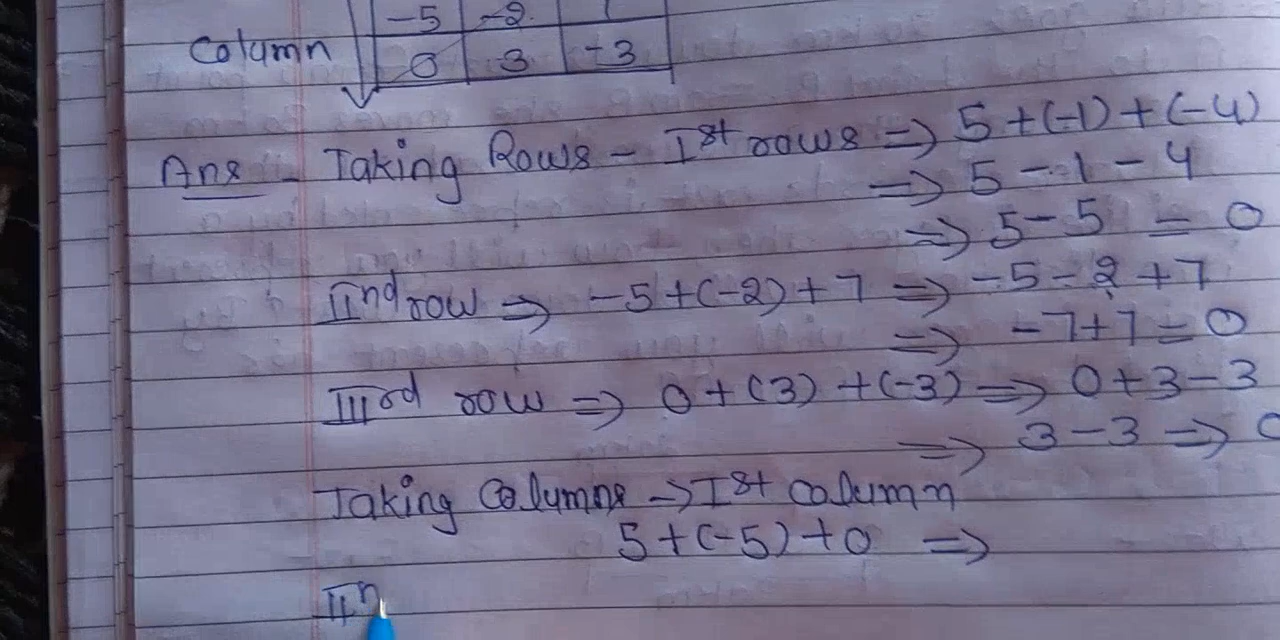 -5 -2
Column 0 3 -3
Ans - Taking Rows - Ist rows => 5 + (-1) + (-4)
=> 5 - 1 - 4
=> 5 - 5 = 0
IInd row => -5 + (-2) + 7 => -5 - 2 + 7
=> -7 + 7 = 0
IIIrd row => 0 + (3) + (-3) => 0 + 3 - 3
=> 3 - 3 =>
Taking Columns -> Ist column
5 + (-5) + 0 =>
IIn